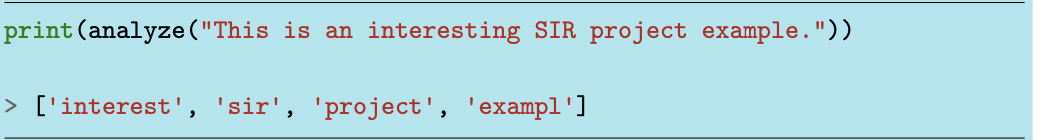 print(analyze("This is an interesting SIR project example."))
> ['interest', 'sir', 'project', 'exampl']